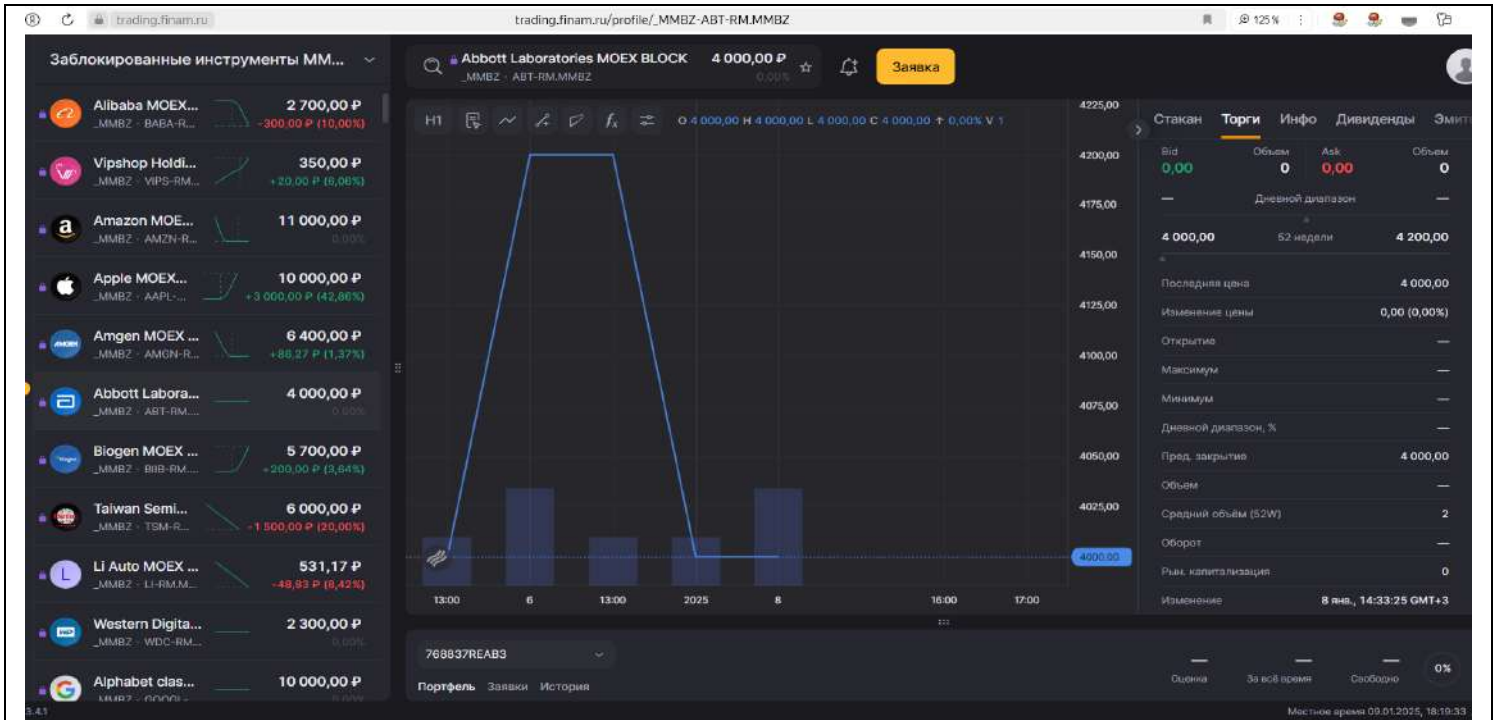 trading.finam.ru
trading.finam.ru/profile/_MMBZ-ABT-RM.MMBZ
125 %
Заблокированные инструменты ММ...
Alibaba MOEX... 2 700,00 ₽
_MMBZ · BABA-R... -300,00 ₽ (10,00%)
Vipshop Holdi... 350,00 ₽
_MMBZ · VIPS-RM... +20,00 ₽ (6,06%)
Amazon MOE... 11 000,00 ₽
_MMBZ · AMZN-R... 0,00%
Apple MOEX... 10 000,00 ₽
_MMBZ · AAPL-... +3 000,00 ₽ (42,86%)
Amgen MOEX ... 6 400,00 ₽
_MMBZ · AMGN-R... +86,27 ₽ (1,37%)
Abbott Labora... 4 000,00 ₽
_MMBZ · ABT-RM.... 0,00%
Biogen MOEX ... 5 700,00 ₽
_MMBZ · BIIB-RM.... +200,00 ₽ (3,64%)
Taiwan Semi... 6 000,00 ₽
_MMBZ · TSM-R... -1 500,00 ₽ (20,00%)
L
Li Auto MOEX ... 531,17 ₽
_MMBZ · LI-RM.M... -48,83 ₽ (8,42%)
Western Digita... 2 300,00 ₽
_MMBZ · WDC-RM... 0,00%
Alphabet clas... 10 000,00 ₽
3.4.1
Abbott Laboratories MOEX BLOCK 4 000,00 ₽
_MMBZ · ABT-RM.MMBZ 0,00%
Заявка
H1
O 4 000,00 H 4 000,00 L 4 000,00 C 4 000,00 0,00% V 1
4225,00
4200,00
4175,00
4150,00
4125,00
4100,00
4075,00
4050,00
4025,00
4000,00
13:00 6 13:00 2025 8 16:00 17:00
Стакан Торги Инфо Дивиденды
Bid Объем Ask Объем
0,00 0 0,00 0
— Дневной диапазон —
4 000,00 52 недели 4 200,00
Последняя цена 4 000,00
Изменение цены 0,00 (0,00%)
Открытие —
Максимум —
Минимум —
Дневной диапазон, % —
Пред. закрытие 4 000,00
Объем —
Средний объём (52W) 2
Оборот —
Рын. капитализация 0
Изменение 8 янв., 14:33:25 GMT+3
768837REAB3
Портфель Заявки История
— — — 0%
Оценка За всё время Свободно
Местное время 09.01.2025, 18:19:33